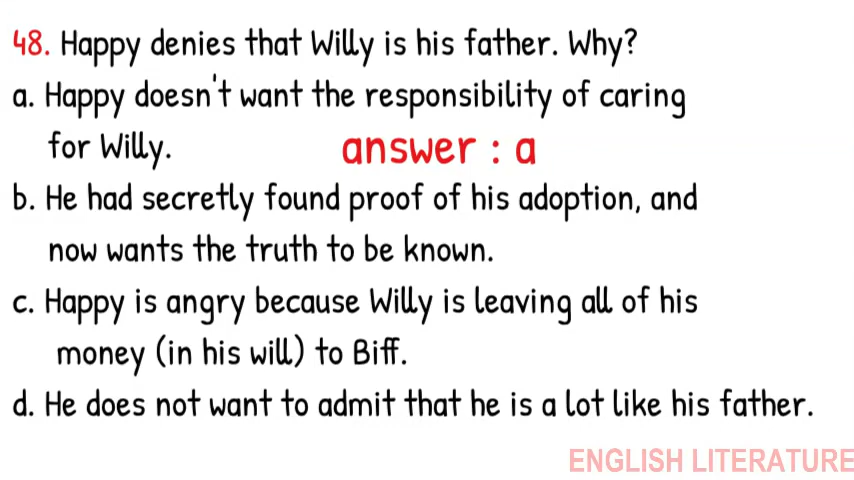 48. Happy denies that Willy is his father. Why?
a. Happy doesn't want the responsibility of caring
for Willy.
answer : a
b. He had secretly found proof of his adoption, and
now wants the truth to be known.
c. Happy is angry because Willy is leaving all of his
money (in his will) to Biff.
d. He does not want to admit that he is a lot like his father.
ENGLISH LITERATURE